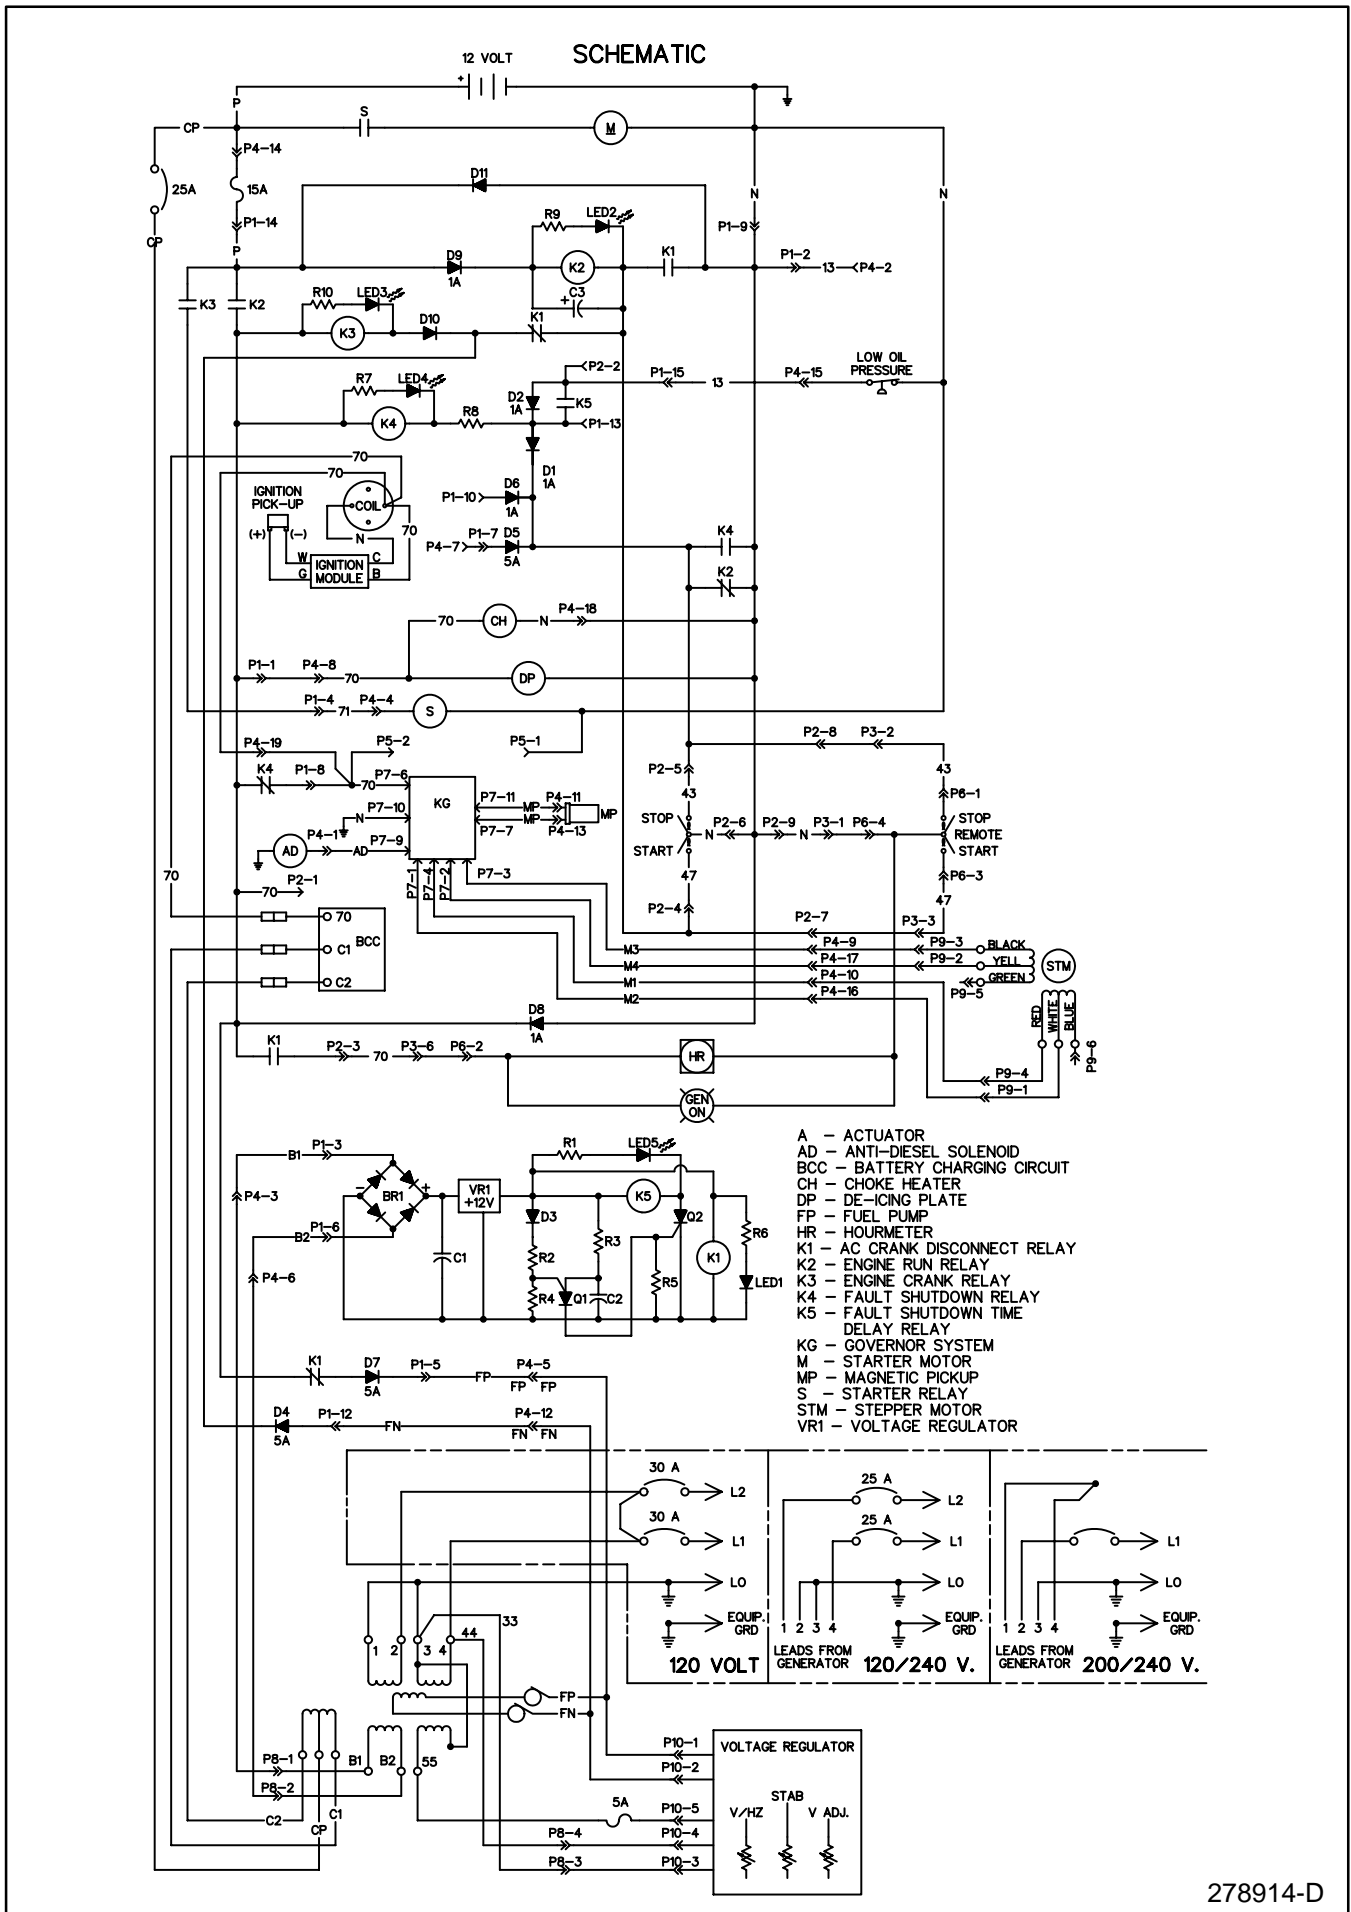 SCHEMATIC
12 VOLT
+
P
S
CP
M
P4-14
25A
15A
D11
N
N
P1-14
R9
LED2
P1-9
CP
P
D9
1A
K2
K1
P1-2
13
P4-2
K3
K2
R10
LED3
+
C3
K3
D10
K1
P2-2
P1-15
13
P4-15
LOW OIL
PRESSURE
R7
LED4
D2
1A
K5
K4
R8
P1-13
70
70
D1
1A
IGNITION
PICK-UP
COIL
P1-10
D6
1A
(+)
(-)
N
70
P4-7
P1-7
D5
5A
K4
W
G
IGNITION
MODULE
C
B
K2
70
CH
N
P4-18
P1-1
P4-8
70
DP
P1-4
71
P4-4
S
P4-19
P5-2
P5-1
P2-8
P3-2
K4
P1-8
70
P7-6
P2-5
43
43
P6-1
KG
P7-11
MP
P4-11
MP
N
P7-10
P7-7
MP
P4-13
STOP
START
N
P2-6
P2-9
N
P3-1
P6-4
STOP
REMOTE
START
AD
P4-1
AD
P7-9
70
70
P2-1
P7-1
P7-4
P7-2
P7-3
47
P2-4
P6-3
47
70
C1
C2
BCC
P2-7
P3-3
M3
P4-9
P9-3
BLACK
M4
P4-17
P9-2
YELL
STM
M1
P4-10
P9-5
GREEN
M2
P4-16
RED
WHITE
BLUE
D8
1A
K1
P2-3
70
P3-6
P6-2
HR
P9-6
P9-4
P9-1
GEN
ON
A - ACTUATOR
AD - ANTI-DIESEL SOLENOID
BCC - BATTERY CHARGING CIRCUIT
CH - CHOKE HEATER
DP - DE-ICING PLATE
FP - FUEL PUMP
HR - HOURMETER
K1 - AC CRANK DISCONNECT RELAY
K2 - ENGINE RUN RELAY
K3 - ENGINE CRANK RELAY
K4 - FAULT SHUTDOWN RELAY
K5 - FAULT SHUTDOWN TIME
DELAY RELAY
KG - GOVERNOR SYSTEM
M - STARTER MOTOR
MP - MAGNETIC PICKUP
S - STARTER RELAY
STM - STEPPER MOTOR
VR1 - VOLTAGE REGULATOR
B1
P1-3
R1
LED5
P4-3
-
BR1
+
VR1
+12V
K5
B2
P1-6
D3
Q2
R6
R3
K1
P4-6
C1
R2
R5
LED1
R4
Q1
C2
K1
D7
5A
P1-5
FP
P4-5
FP FP
D4
5A
P1-12
FN
P4-12
FN FN
30 A
L2
30 A
L1
LO
EQUIP.
GRD
120 VOLT
25 A
L2
25 A
L1
LO
EQUIP.
GRD
1 2 3 4
LEADS FROM
GENERATOR
120/240 V.
L1
LO
EQUIP.
GRD
1 2 3 4
LEADS FROM
GENERATOR
200/240 V.
33
44
1 2 3 4
FP
FN
P8-1
B1
B2
55
P8-2
C2
CP
C1
5A
P8-4
P8-3
P10-1
P10-2
P10-5
P10-4
P10-3
VOLTAGE REGULATOR
STAB
V/HZ
V ADJ.
278914-D